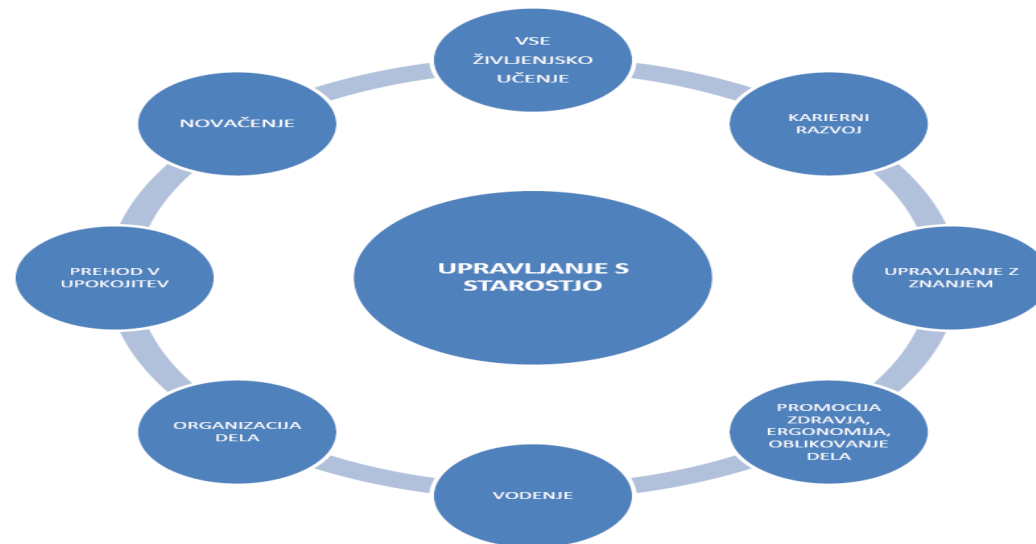 VSE
ŽIVLJENJSKO
UČENJE
KARIERNI
RAZVOJ
UPRAVLJANJE Z
ZNANJEM
PROMOCIJA
ZDRAVJA,
ERGONOMIJA,
OBLIKOVANJE
DELA
VODENJE
ORGANIZACIJA
DELA
PREHOD V
UPOKOJITEV
NOVAČENJE
UPRAVLJANJE S
STAROSTJO